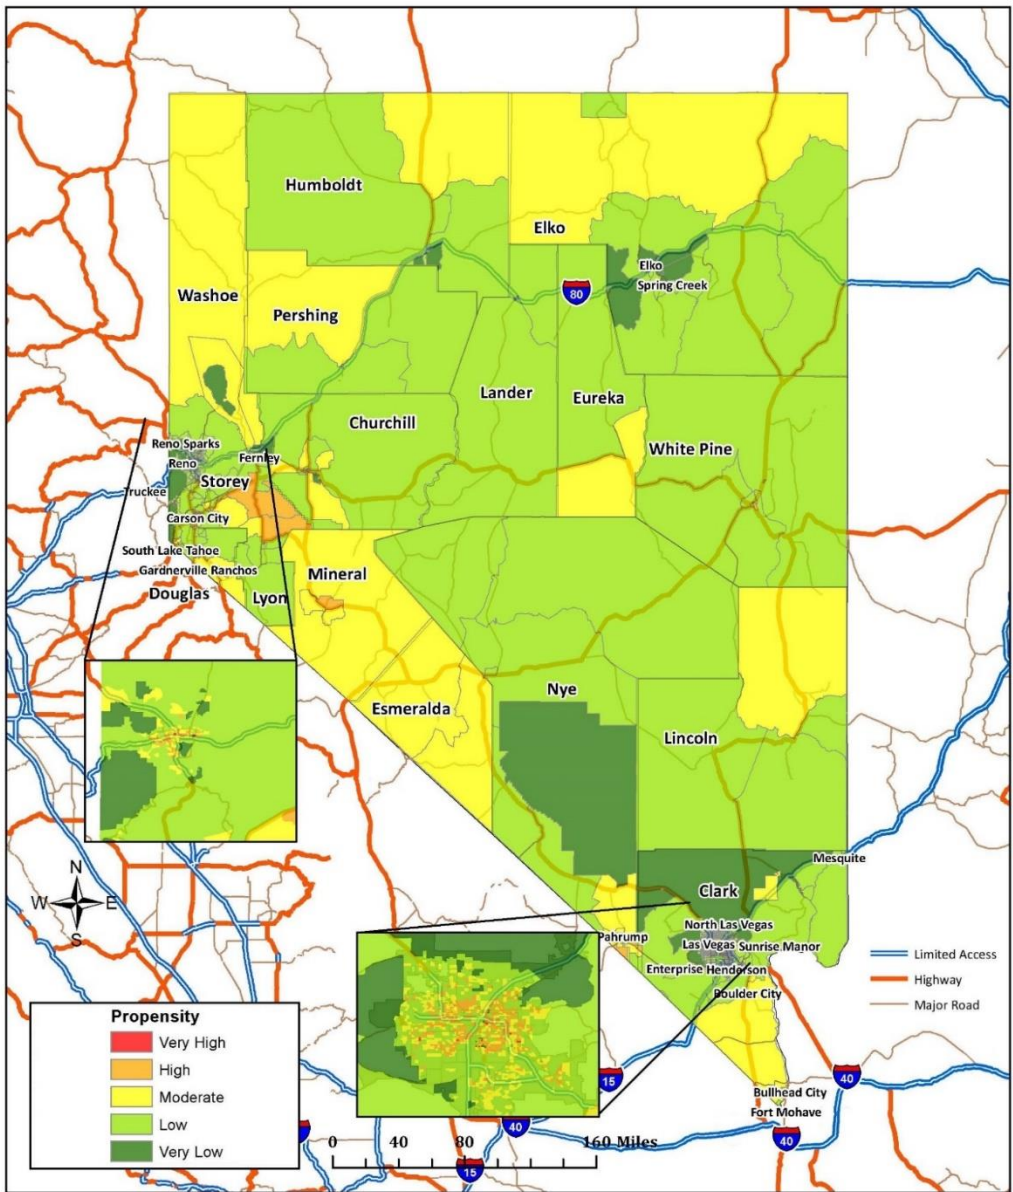 Humboldt
Elko
Elko
Spring Creek
80
Washoe
Pershing
Lander
Eureka
Churchill
White Pine
Reno Sparks
Reno
Fernley
Storey
Truckee
Carson City
South Lake Tahoe
Gardnerville Ranchos
Mineral
Douglas
Lyon
Nye
Esmeralda
Lincoln
Mesquite
Clark
North Las Vegas
Pahrump
Las Vegas
Sunrise Manor
Enterprise
Henderson
Boulder City
N
W
E
S
Limited Access
Highway
Major Road
Propensity
Very High
High
Moderate
Low
Very Low
15
40
Bullhead City
Fort Mohave
40
40
0 40 80 160 Miles
15